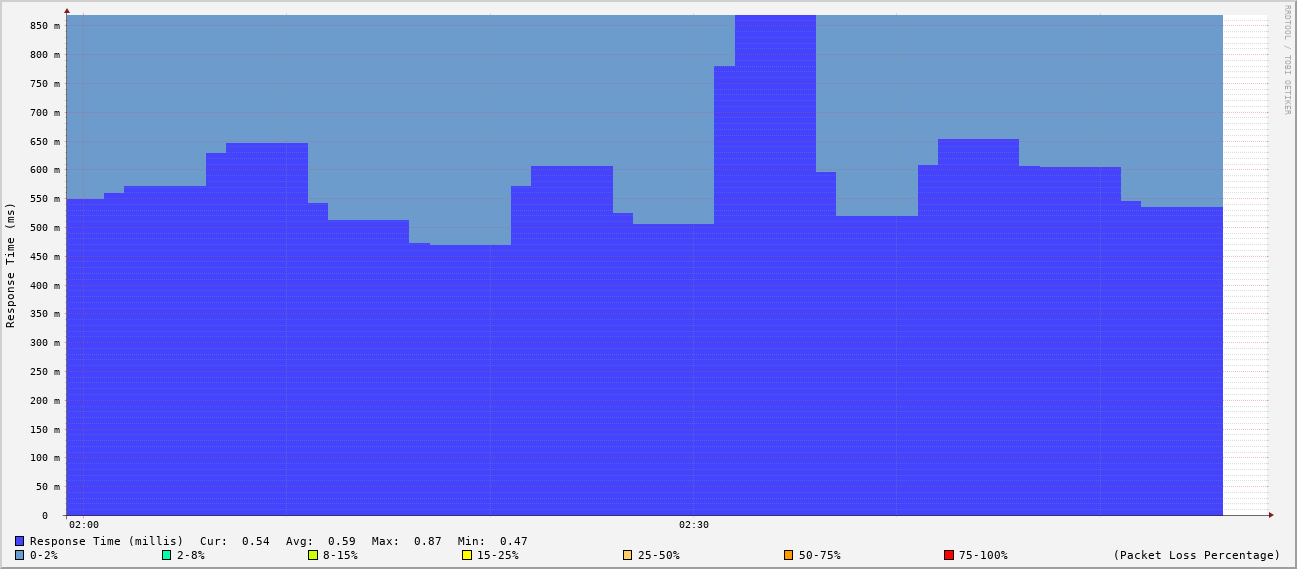 RRDTOOL / TOBI OETIKER
Response Time (ms)
850 m
800 m
750 m
700 m
650 m
600 m
550 m
500 m
450 m
400 m
350 m
300 m
250 m
200 m
150 m
100 m
50 m
0
02:00 02:30
Response Time (millis) Cur: 0.54 Avg: 0.59 Max: 0.87 Min: 0.47
0-2% 2-8% 8-15% 15-25% 25-50% 50-75% 75-100% (Packet Loss Percentage)